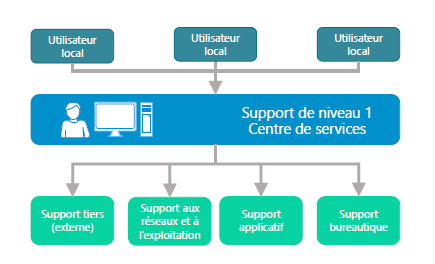 Utilisateur
local
Utilisateur
local
Utilisateur
local
Support de niveau 1
Centre de services
Support tiers
(externe)
Support aux
réseaux et à
l'exploitation
Support
applicatif
Support
bureautique